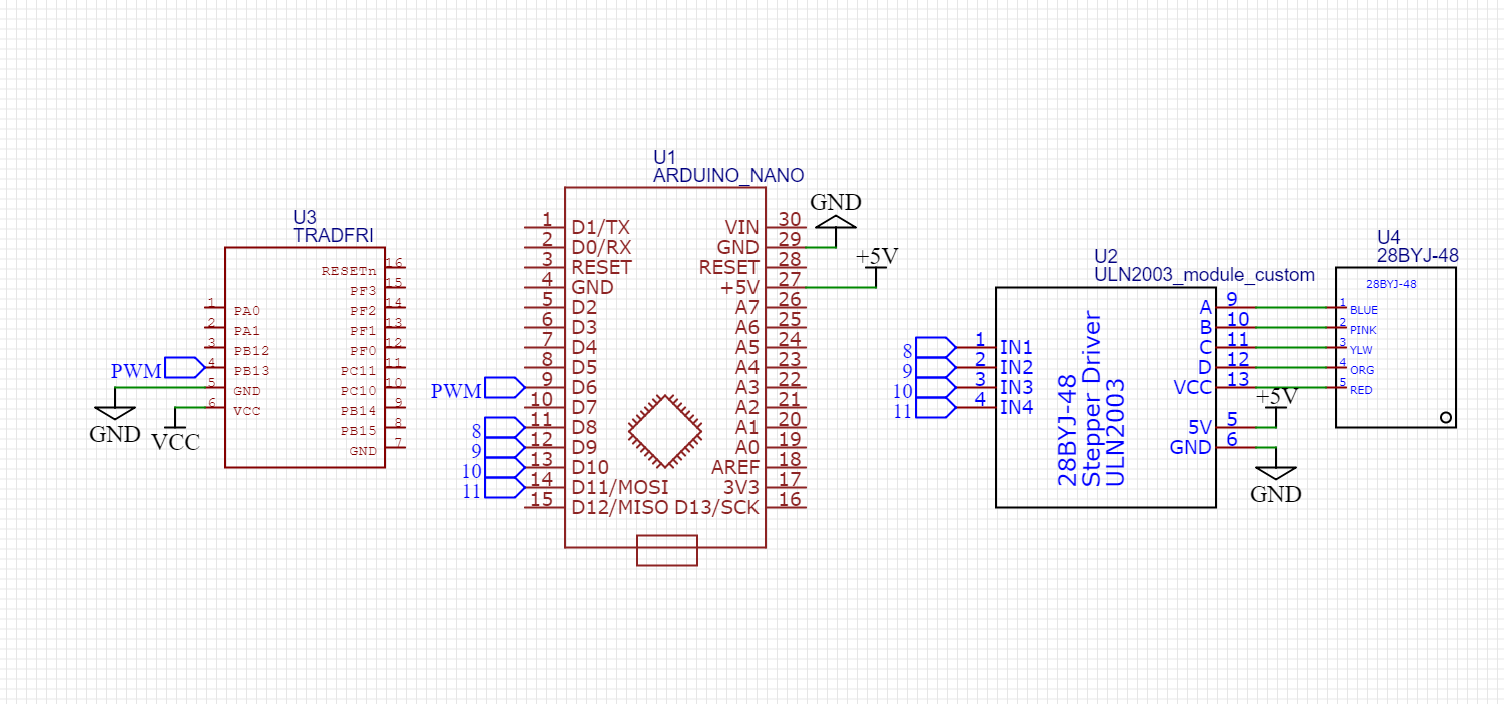 U3
TRADFRI
RESETn 16
PF3 15
1 PA0 PF2 14
2 PA1 PF1 13
3 PB12 PF0 12
PWM 4 PB13 PC11 11
5 GND PC10 10
6 VCC PB14 9
PB15 8
GND 7
GND
VCC
U1
ARDUINO_NANO
1 D1/TX VIN 30
2 D0/RX GND 29
3 RESET RESET 28
4 GND +5V 27
5 D2 A7 26
6 D3 A6 25
7 D4 A5 24
8 D5 A4 23
PWM 9 D6 A3 22
10 D7 A2 21
8 11 D8 A1 20
9 12 D9 A0 19
10 13 D10 AREF 18
11 14 D11/MOSI 3V3 17
15 D12/MISO D13/SCK 16
GND
+5V
U2
ULN2003_module_custom
8 1 IN1
9 2 IN2
10 3 IN3
11 4 IN4
28BYJ-48
Stepper Driver
ULN2003
A 9
B 10
C 11
D 12
VCC 13
5V 5
GND 6
+5V
GND
U4
28BYJ-48
28BYJ-48
1 BLUE
2 PINK
3 YLW
4 ORG
5 RED